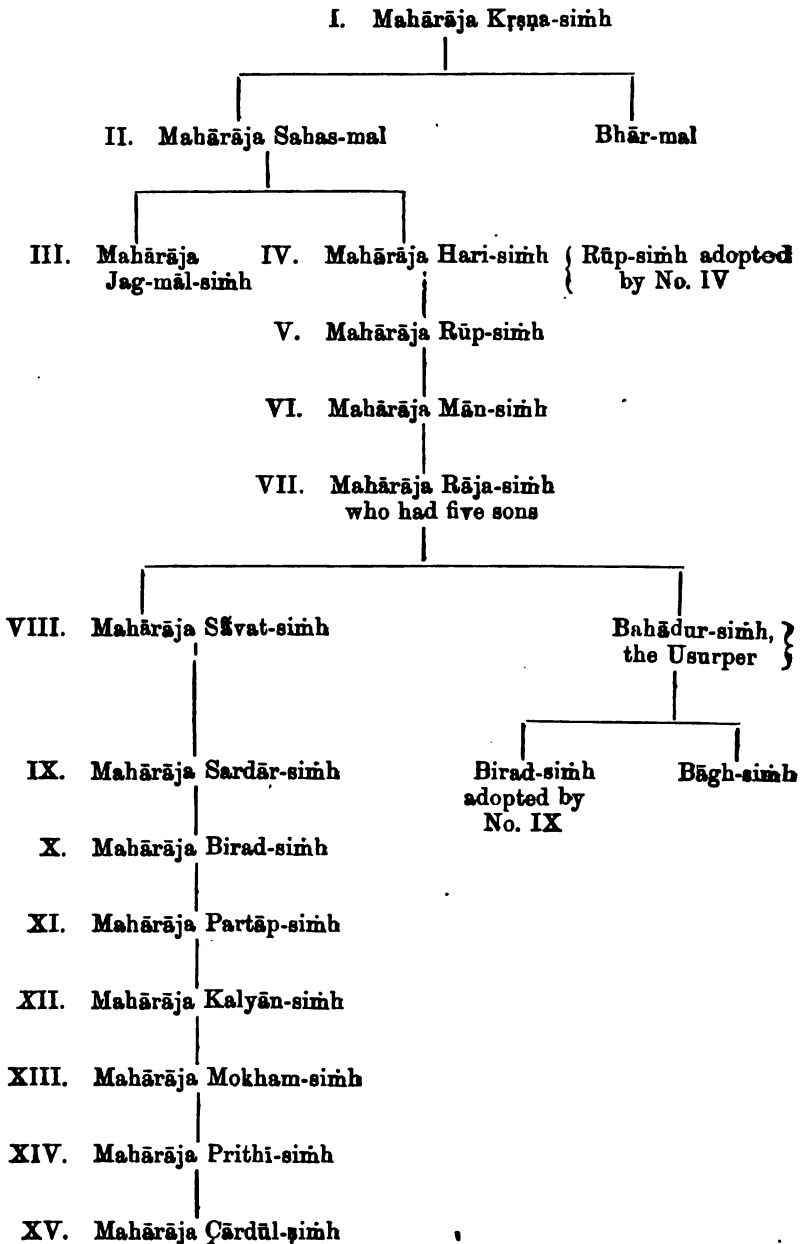 I. Mahārāja Kṛṣṇa-siṁh
II. Mahārāja Sahas-mal Bhār-mal
III. Mahārāja IV. Mahārāja Hari-siṁh { Rūp-siṁh adopted
Jag-māl-siṁh by No. IV
V. Mahārāja Rūp-siṁh
VI. Mahārāja Mān-siṁh
VII. Mahārāja Rāja-siṁh
who had five sons
VIII. Mahārāja Sā̃vat-siṁh Bahādur-siṁh, }
the Usurper
IX. Mahārāja Sardār-siṁh Birad-siṁh Bāgh-siṁh
adopted by
No. IX
X. Mahārāja Birad-siṁh
XI. Mahārāja Partāp-siṁh
XII. Mahārāja Kalyān-siṁh
XIII. Mahārāja Mokham-siṁh
XIV. Mahārāja Prithī-siṁh
XV. Mahārāja Çārdūl-siṁh